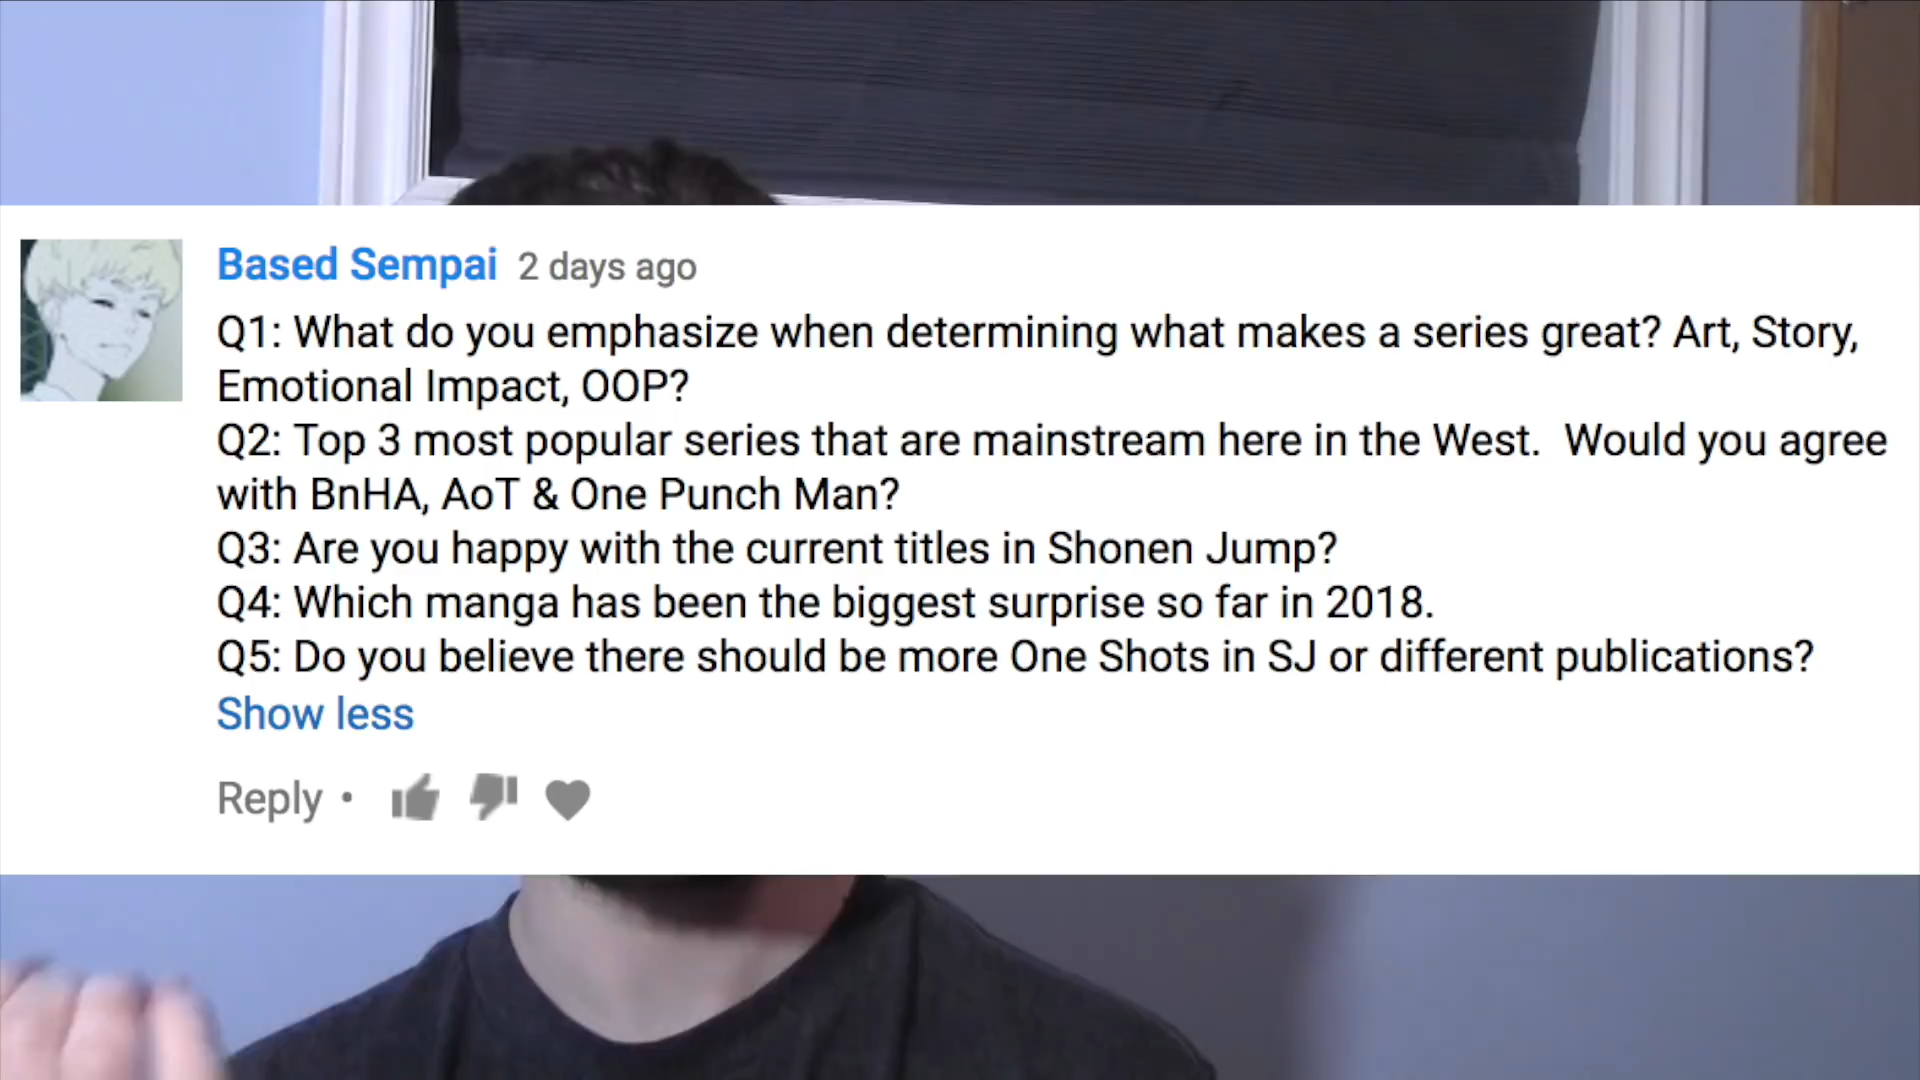 Based Sempai 2 days ago
Q1: What do you emphasize when determining what makes a series great? Art, Story,
Emotional Impact, OOP?
Q2: Top 3 most popular series that are mainstream here in the West.  Would you agree
with BnHA, AoT & One Punch Man?
Q3: Are you happy with the current titles in Shonen Jump?
Q4: Which manga has been the biggest surprise so far in 2018.
Q5: Do you believe there should be more One Shots in SJ or different publications?
Show less
Reply •